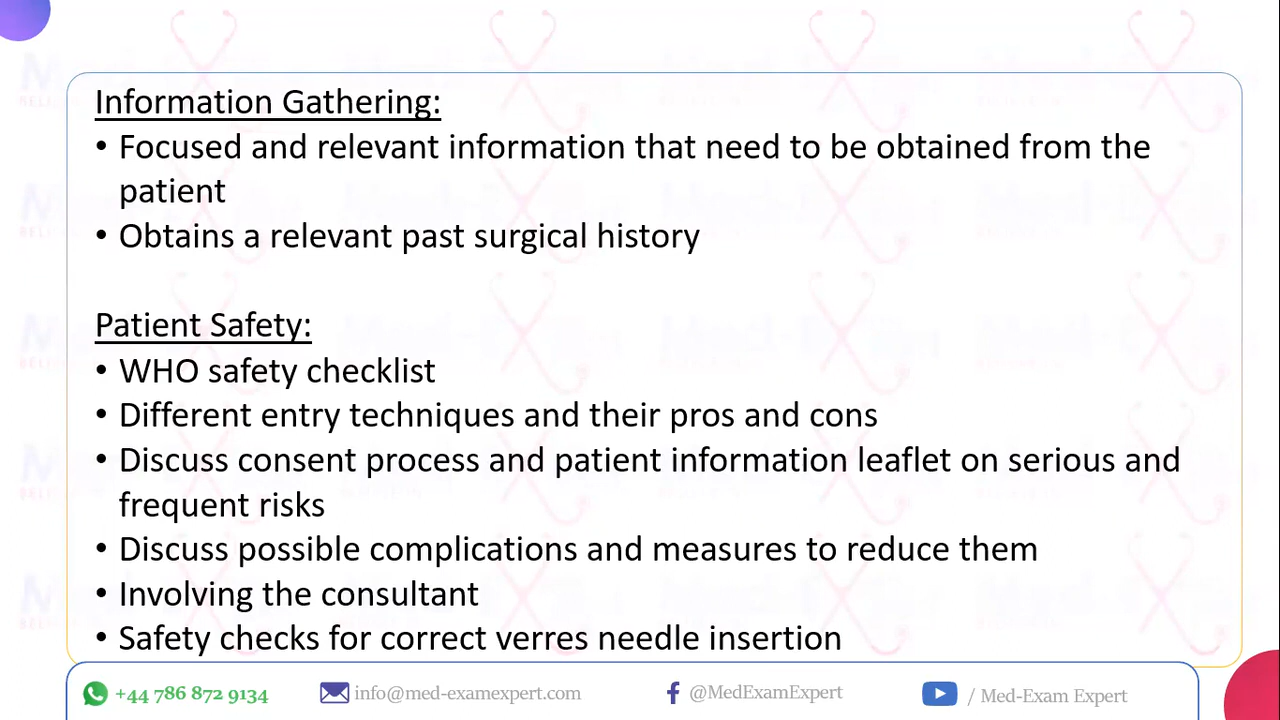 Information Gathering:
• Focused and relevant information that need to be obtained from the
patient
• Obtains a relevant past surgical history
Patient Safety:
• WHO safety checklist
• Different entry techniques and their pros and cons
• Discuss consent process and patient information leaflet on serious and
frequent risks
• Discuss possible complications and measures to reduce them
• Involving the consultant
• Safety checks for correct verres needle insertion
+44 786 872 9134 info@med-examexpert.com @MedExamExpert / Med-Exam Expert